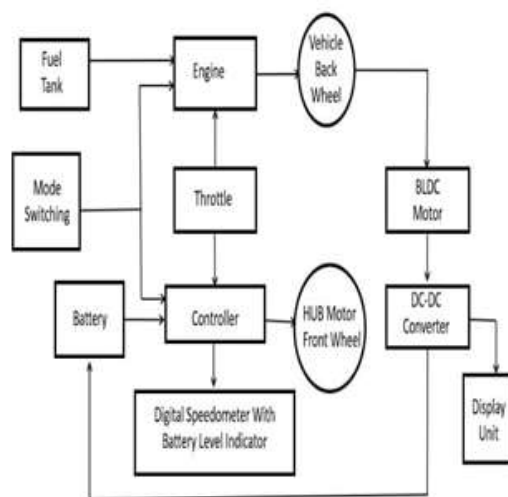 Fuel
Tank
Engine
Vehicle
Back
Wheel
Mode
Switching
Throttle
BLDC
Motor
Battery
Controller
HUB Motor
Front Wheel
DC-DC
Converter
Digital Speedometer With
Battery Level Indicator
Display
Unit